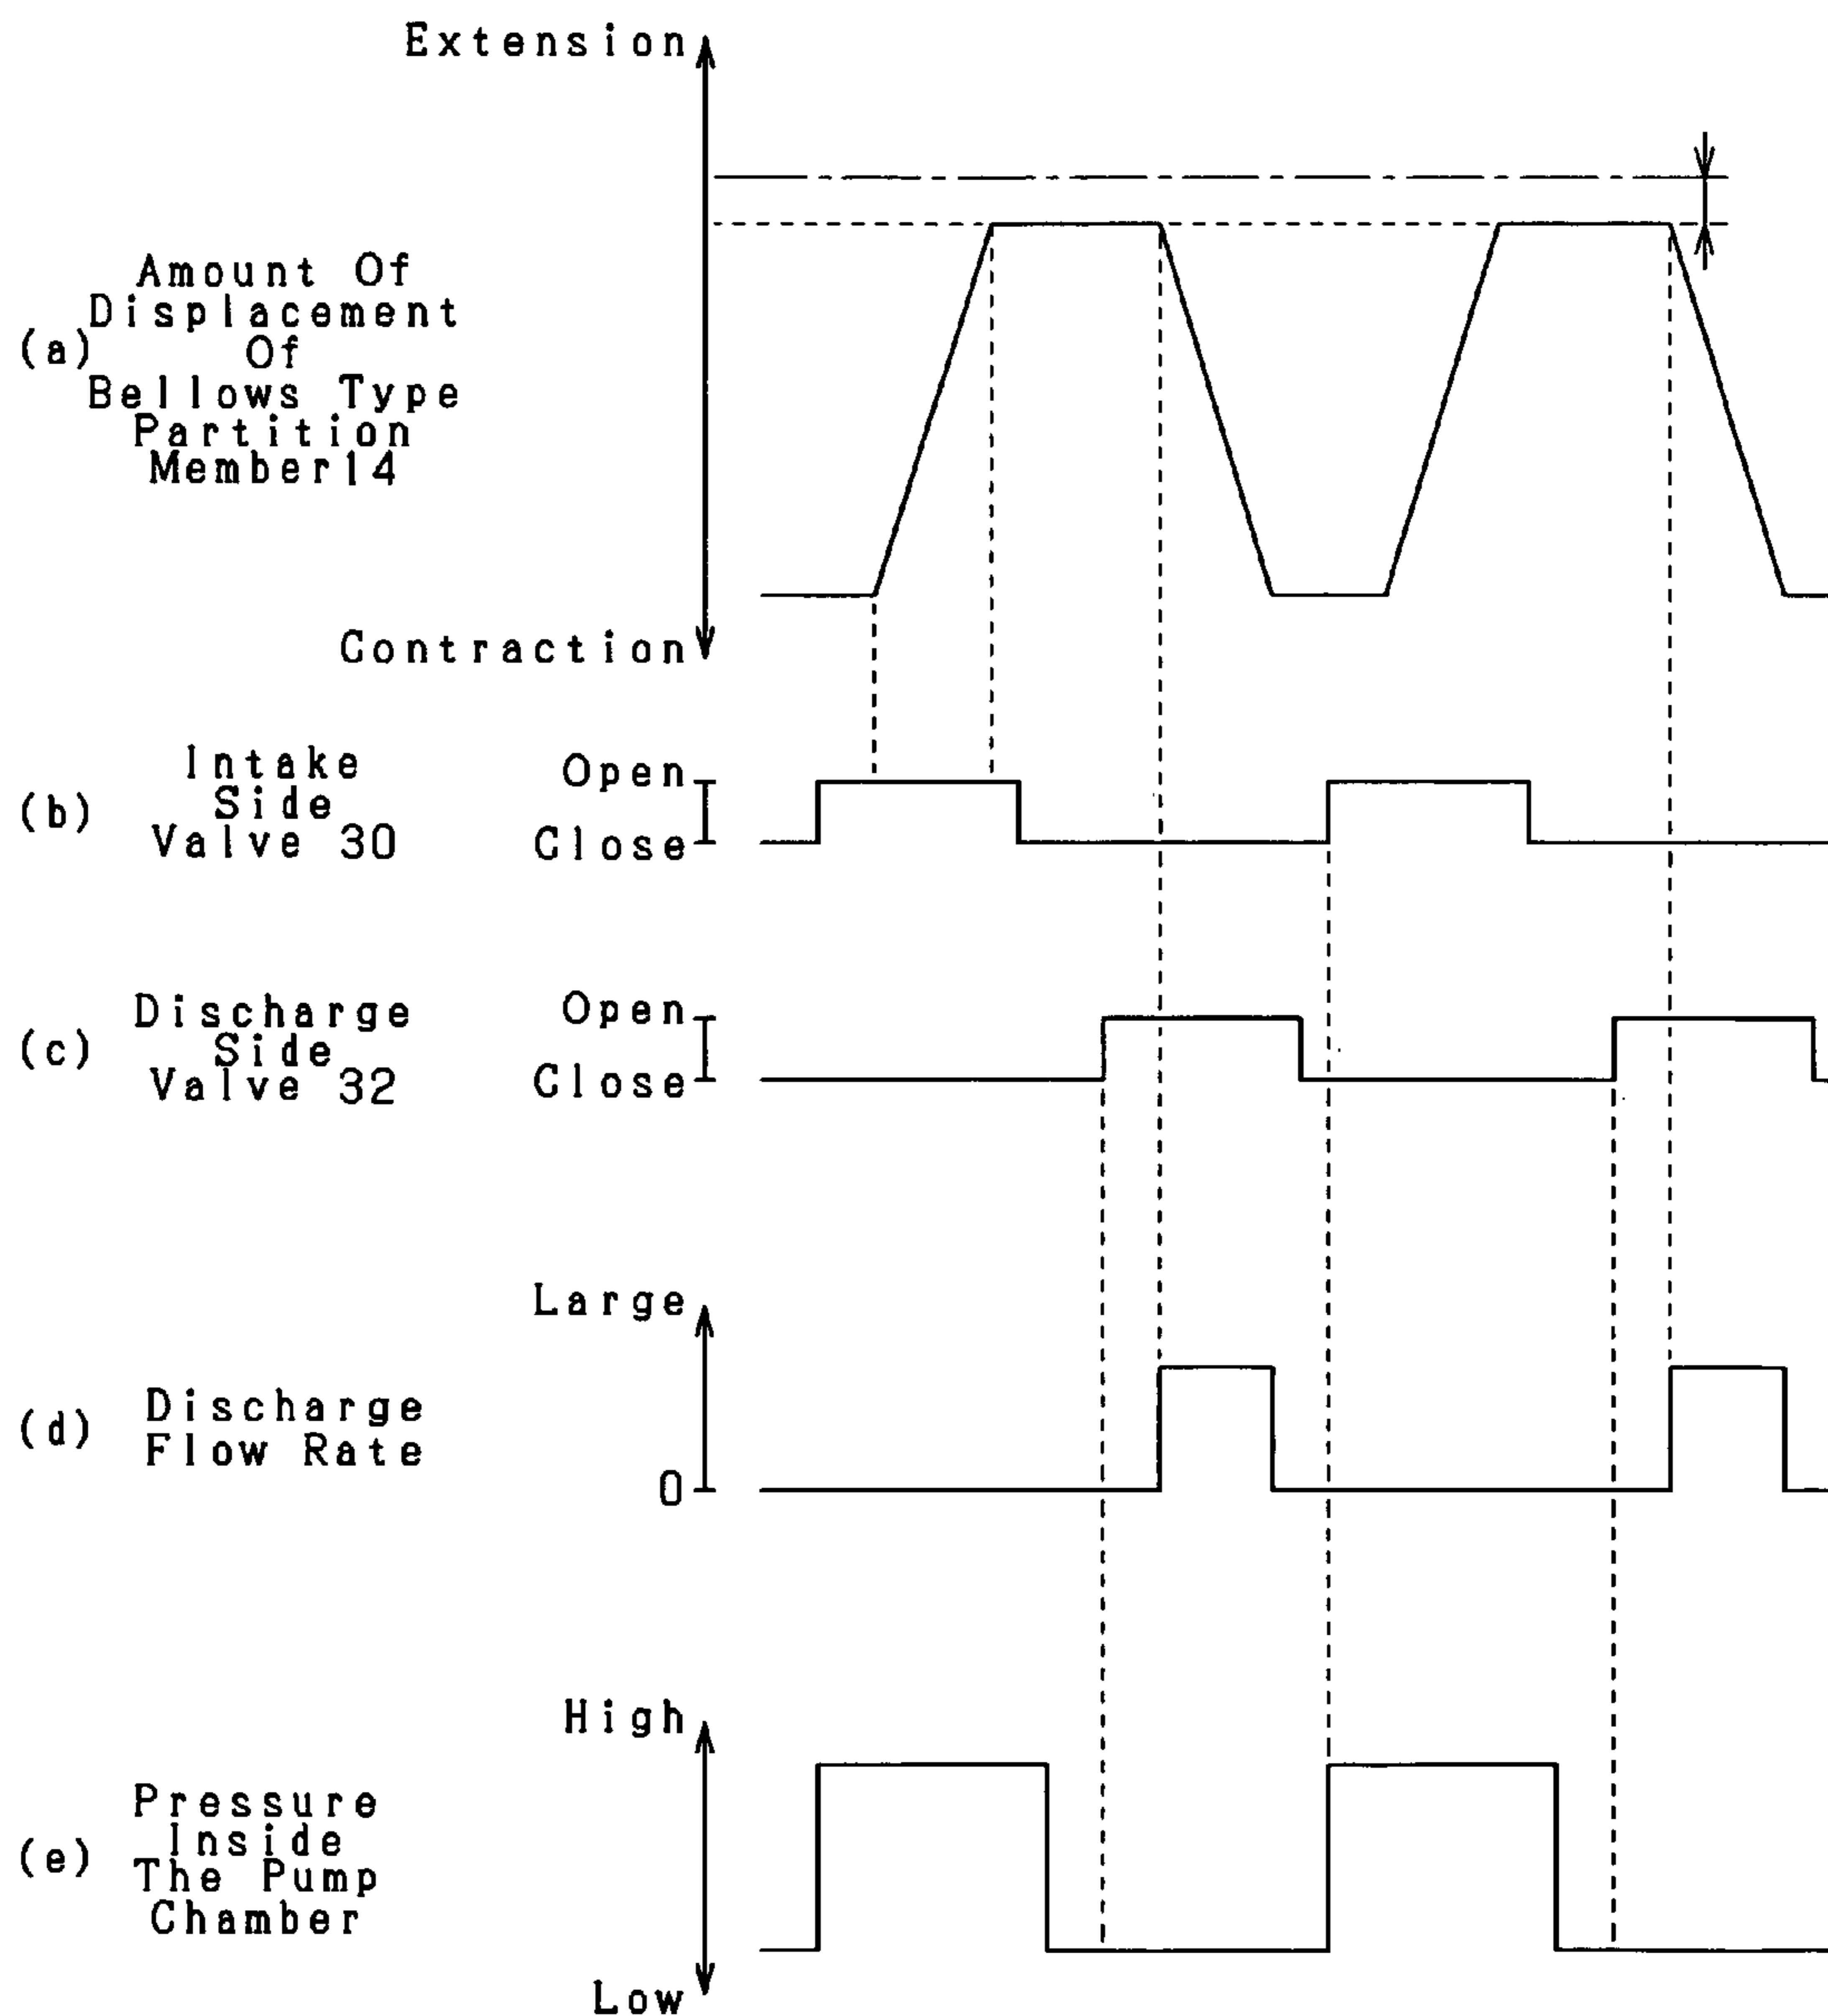 Extension
(a)
Amount Of
Displacement
Of
Bellows Type
Partition
Member14
Contraction
(b)
Intake
Side
Valve 30
Open
Close
(c)
Discharge
Side
Valve 32
Open
Close
(d)
Discharge
Flow Rate
Large
0
(e)
Pressure
Inside
The Pump
Chamber
High
Low